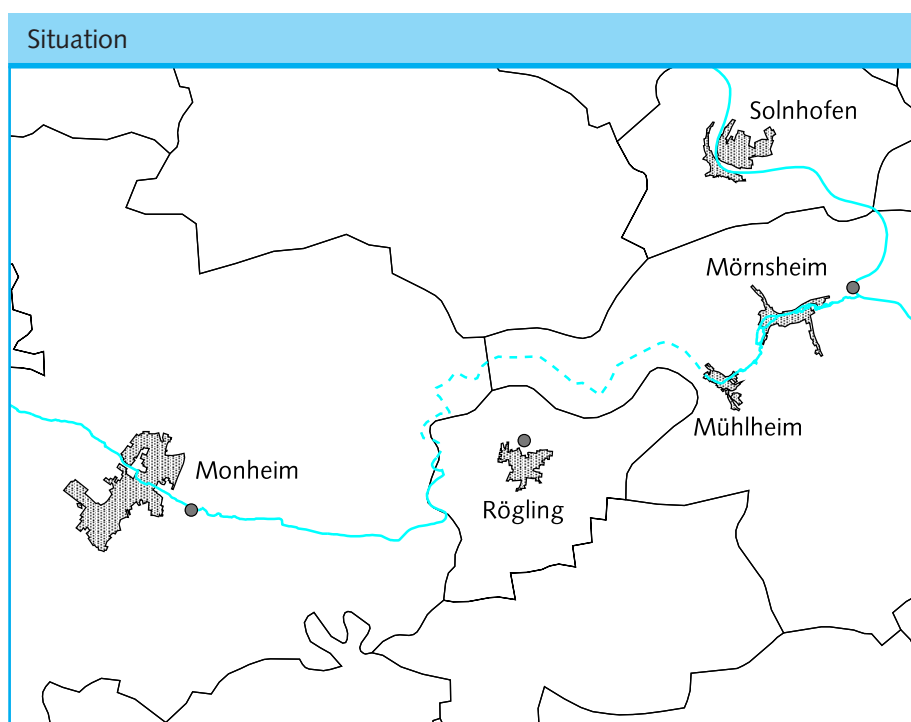 Situation
Solnhofen
Mörnsheim
Mühlheim
Monheim
Rögling